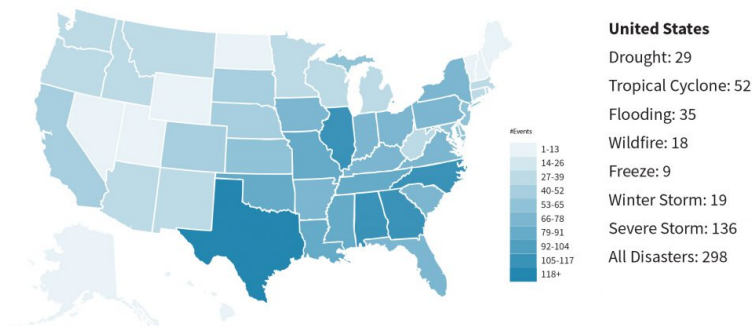 United States
Drought: 29
Tropical Cyclone: 52
Flooding: 35
Wildfire: 18
Freeze: 9
Winter Storm: 19
Severe Storm: 136
All Disasters: 298
#Events
1-13
14-26
27-39
40-52
53-65
66-78
79-91
92-104
105-117
118+